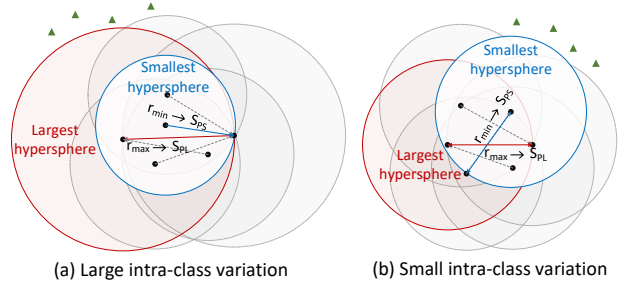 Smallest
hypersphere
r_min → S_PS
Largest
hypersphere
r_max → S_PL
(a) Large intra-class variation
Smallest
hypersphere
r_min → S_PS
Largest
hypersphere
r_max → S_PL
(b) Small intra-class variation